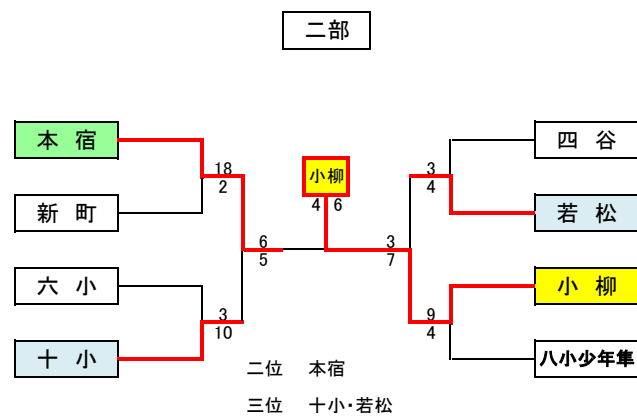 二部
本宿 四谷
18 小柳 3
2 4 6 4
新町 若松
6 3
5 7
六小 小柳
3 9
10 4
十小 八小少年隼
二位 本宿
三位 十小・若松